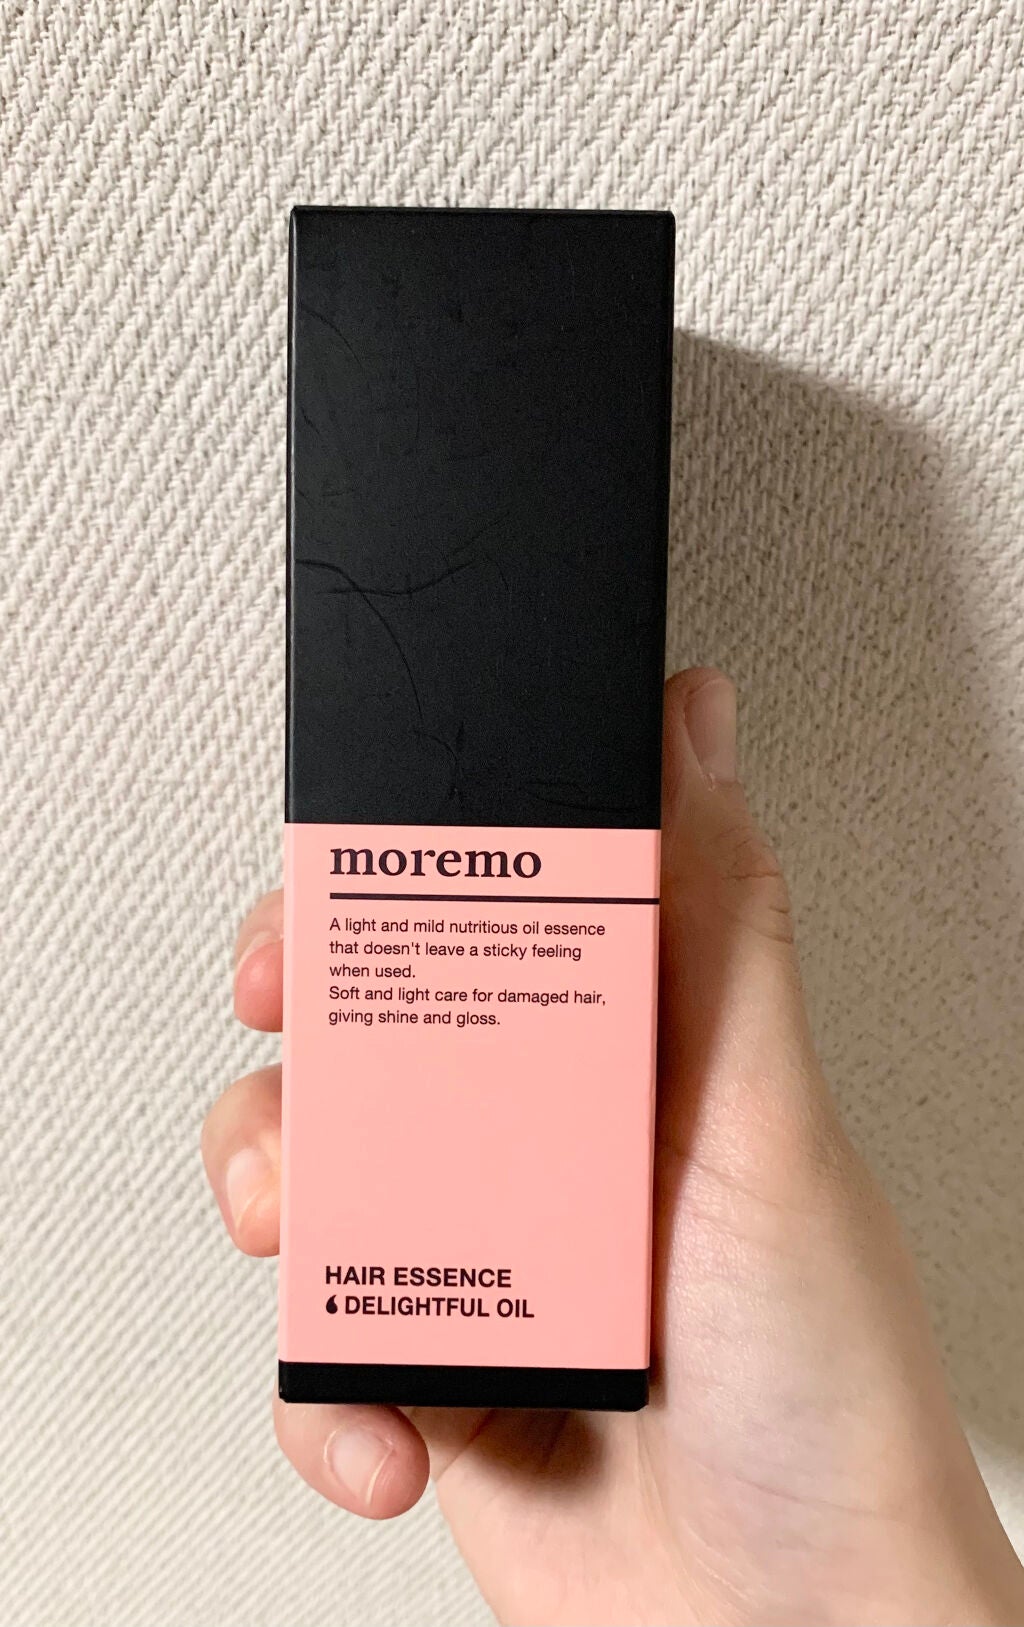 moremo
A light and mild nutritious oil essence
that doesn't leave a sticky feeling
when used.
Soft and light care for damaged hair,
giving shine and gloss.
HAIR ESSENCE
6 DELIGHTFUL OIL